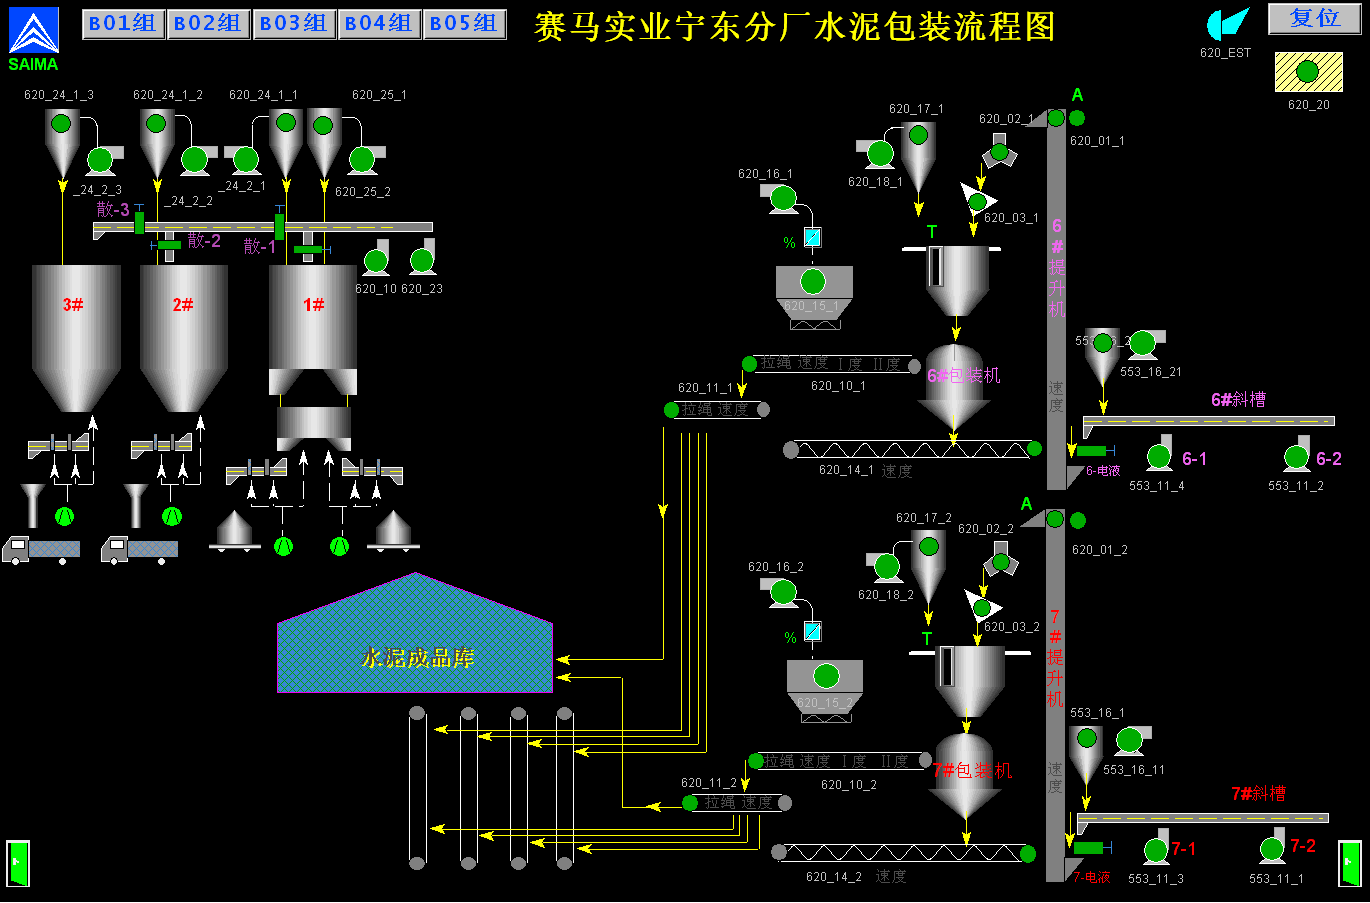 B01组 B02组 B03组 B04组 B05组
赛马实业宁东分厂水泥包装流程图
复位
SAIMA
620_EST
620_20
620_24_1_3
620_24_1_2
620_24_1_1
620_25_1
_24_2_3
_24_2_2
_24_2_1
620_25_2
散-3
散-2
散-1
620_10
620_23
3#
2#
1#
620_17_1
620_02_1
A
620_01_1
620_18_1
620_16_1
620_03_1
T
%
620_15_1
6#提升机
6#包装机
拉绳 速度 Ⅰ度 Ⅱ度
620_10_1
620_11_1
拉绳 速度
620_14_1
速度
速度
553_16_21
6#斜槽
6-电液
6-1
6-2
553_11_4
553_11_2
A
620_17_2
620_02_2
620_01_2
620_16_2
620_18_2
620_03_2
T
%
620_15_2
7#提升机
水泥成品库
7#包装机
拉绳 速度 Ⅰ度 Ⅱ度
620_10_2
620_11_2
拉绳 速度
620_14_2
速度
速度
553_16_1
553_16_11
7#斜槽
7-电液
7-1
7-2
553_11_3
553_11_1